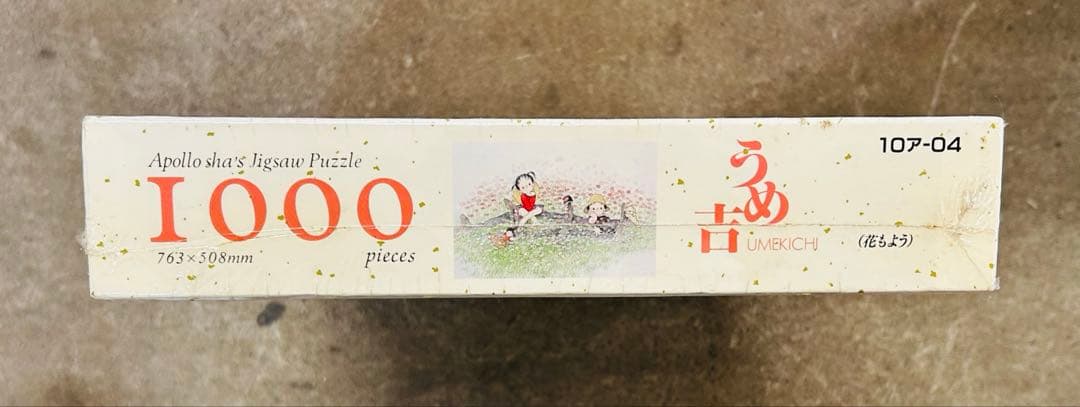 Apollo sha's Jigsaw Puzzle
1000
763×508mm
pieces
うめ
吉
UMEKICHI
10ア-04
(花もよう)